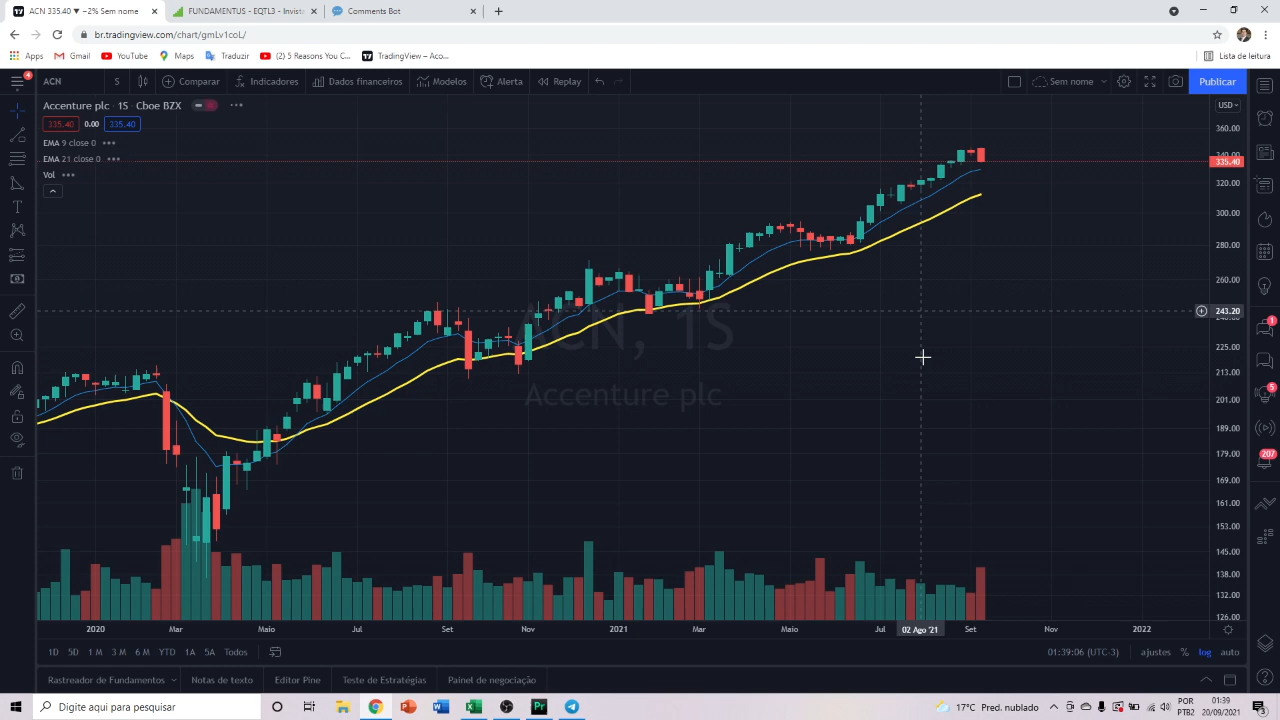 ACN 335.40 ▼ −2% Sem nome
FUNDAMENTUS - EQTL3 - Invist
Comments Bot
br.tradingview.com/chart/gmLv1coL/
Apps Gmail YouTube Maps Traduzir (2) 5 Reasons You C... TradingView – Aco... Lista de leitura
4
ACN S Comparar Indicadores Dados financeiros Modelos Alerta Replay Sem nome Publicar
Accenture plc · 1S · Cboe BZX
USD
335.40 0.00 335.40
EMA 9 close 0
EMA 21 close 0
Vol
360.00
340.00
335.40
320.00
300.00
280.00
260.00
243.20
240.00
225.00
213.00
201.00
189.00
179.00
169.00
161.00
153.00
145.00
138.00
132.00
126.00
ACN, 1S
Accenture plc
1
5
207
2020 Mar Maio Jul Set Nov 2021 Mar Maio Jul 02 Ago '21 Set Nov 2022
1D 5D 1M 3M 6M YTD 1A 5A Todos 01:39:06 (UTC-3) ajustes % log auto
Rastreador de Fundamentos Notas de texto Editor Pine Teste de Estratégias Painel de negociação
Digite aqui para pesquisar
17°C Pred. nublado
POR
PTB2
01:39
20/09/2021
3